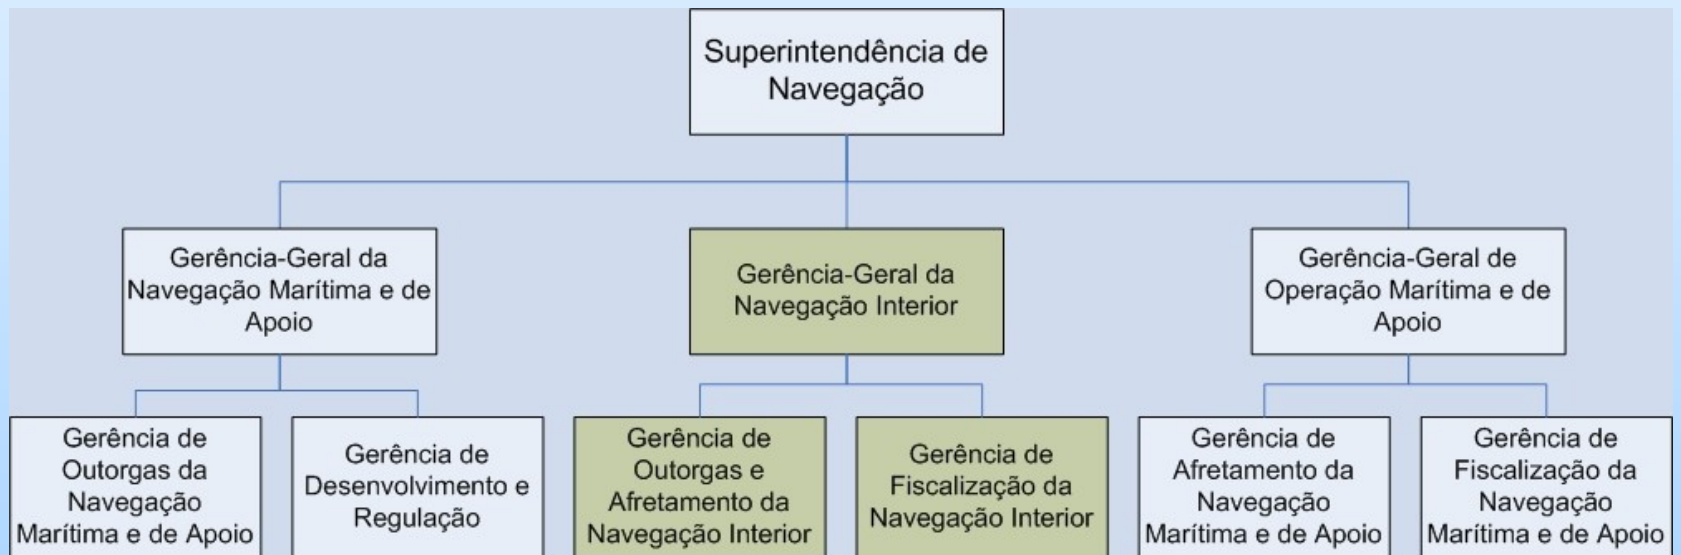 Superintendência de
Navegação
Gerência-Geral da
Navegação Marítima e de
Apoio
Gerência-Geral da
Navegação Interior
Gerência-Geral de
Operação Marítima e de
Apoio
Gerência de
Outorgas da
Navegação
Marítima e de Apoio
Gerência de
Desenvolvimento e
Regulação
Gerência de
Outorgas e
Afretamento da
Navegação Interior
Gerência de
Fiscalização da
Navegação Interior
Gerência de
Afretamento da
Navegação
Marítima e de Apoio
Gerência de
Fiscalização da
Navegação
Marítima e de Apoio